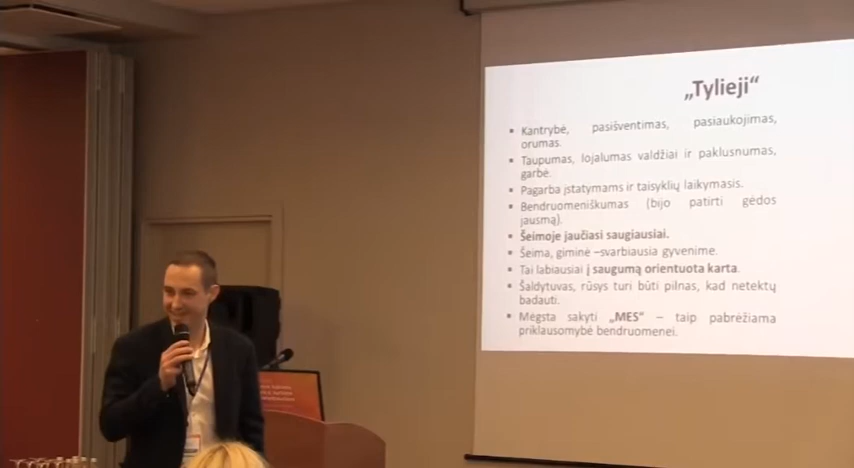 „Tylieji“
• Kantrybė, pasišventimas, pasiaukojimas,
orumas.
• Taupumas, lojalumas valdžiai ir paklusnumas,
garbė.
• Pagarba įstatymams ir taisyklių laikymasis.
• Bendruomeniškumas (bijo patirti gėdos
jausmą).
• Šeimoje jaučiasi saugiausiai.
• Šeima, giminė –svarbiausia gyvenime.
• Tai labiausiai į saugumą orientuota karta.
• Šaldytuvas, rūsys turi būti pilnas, kad netektų
badauti.
• Mėgsta sakyti „MES“ – taip pabrėžiamas
priklausomybę bendruomenei.